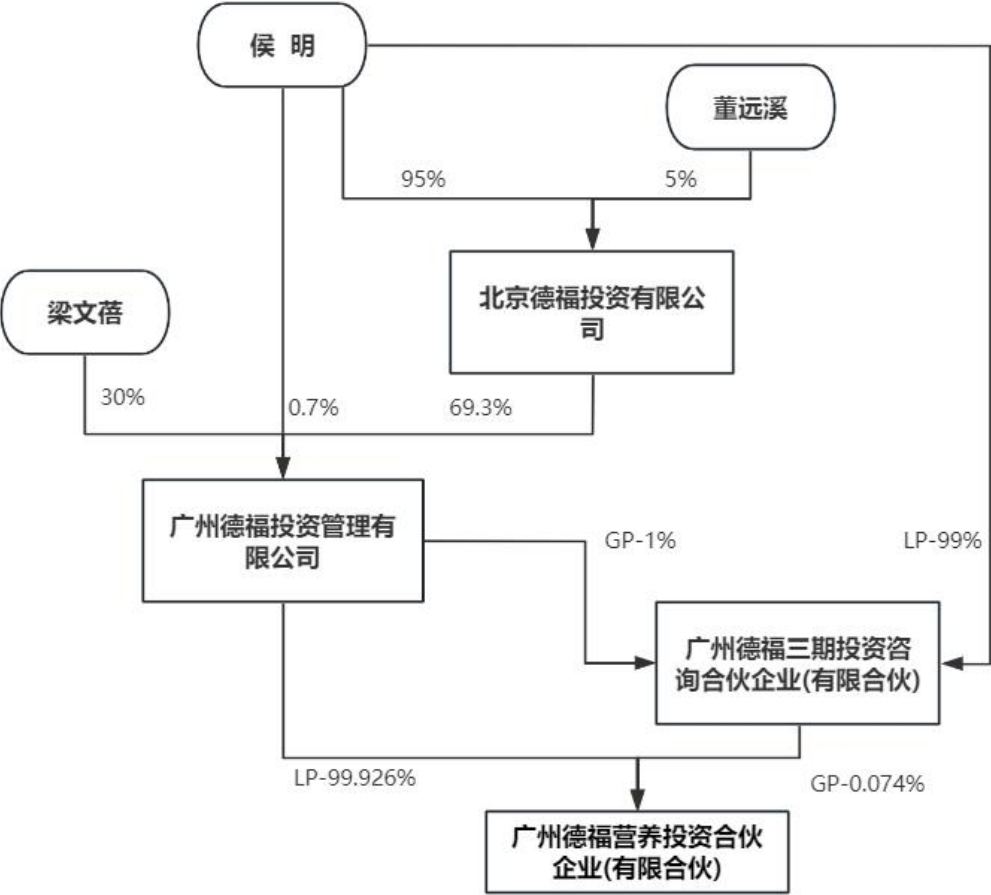 侯 明
董远溪
95%
5%
北京德福投资有限公
司
梁文蓓
30%
0.7%
69.3%
广州德福投资管理有
限公司
GP-1%
LP-99%
广州德福三期投资咨
询合伙企业(有限合伙)
LP-99.926%
GP-0.074%
广州德福营养投资合伙
企业(有限合伙)